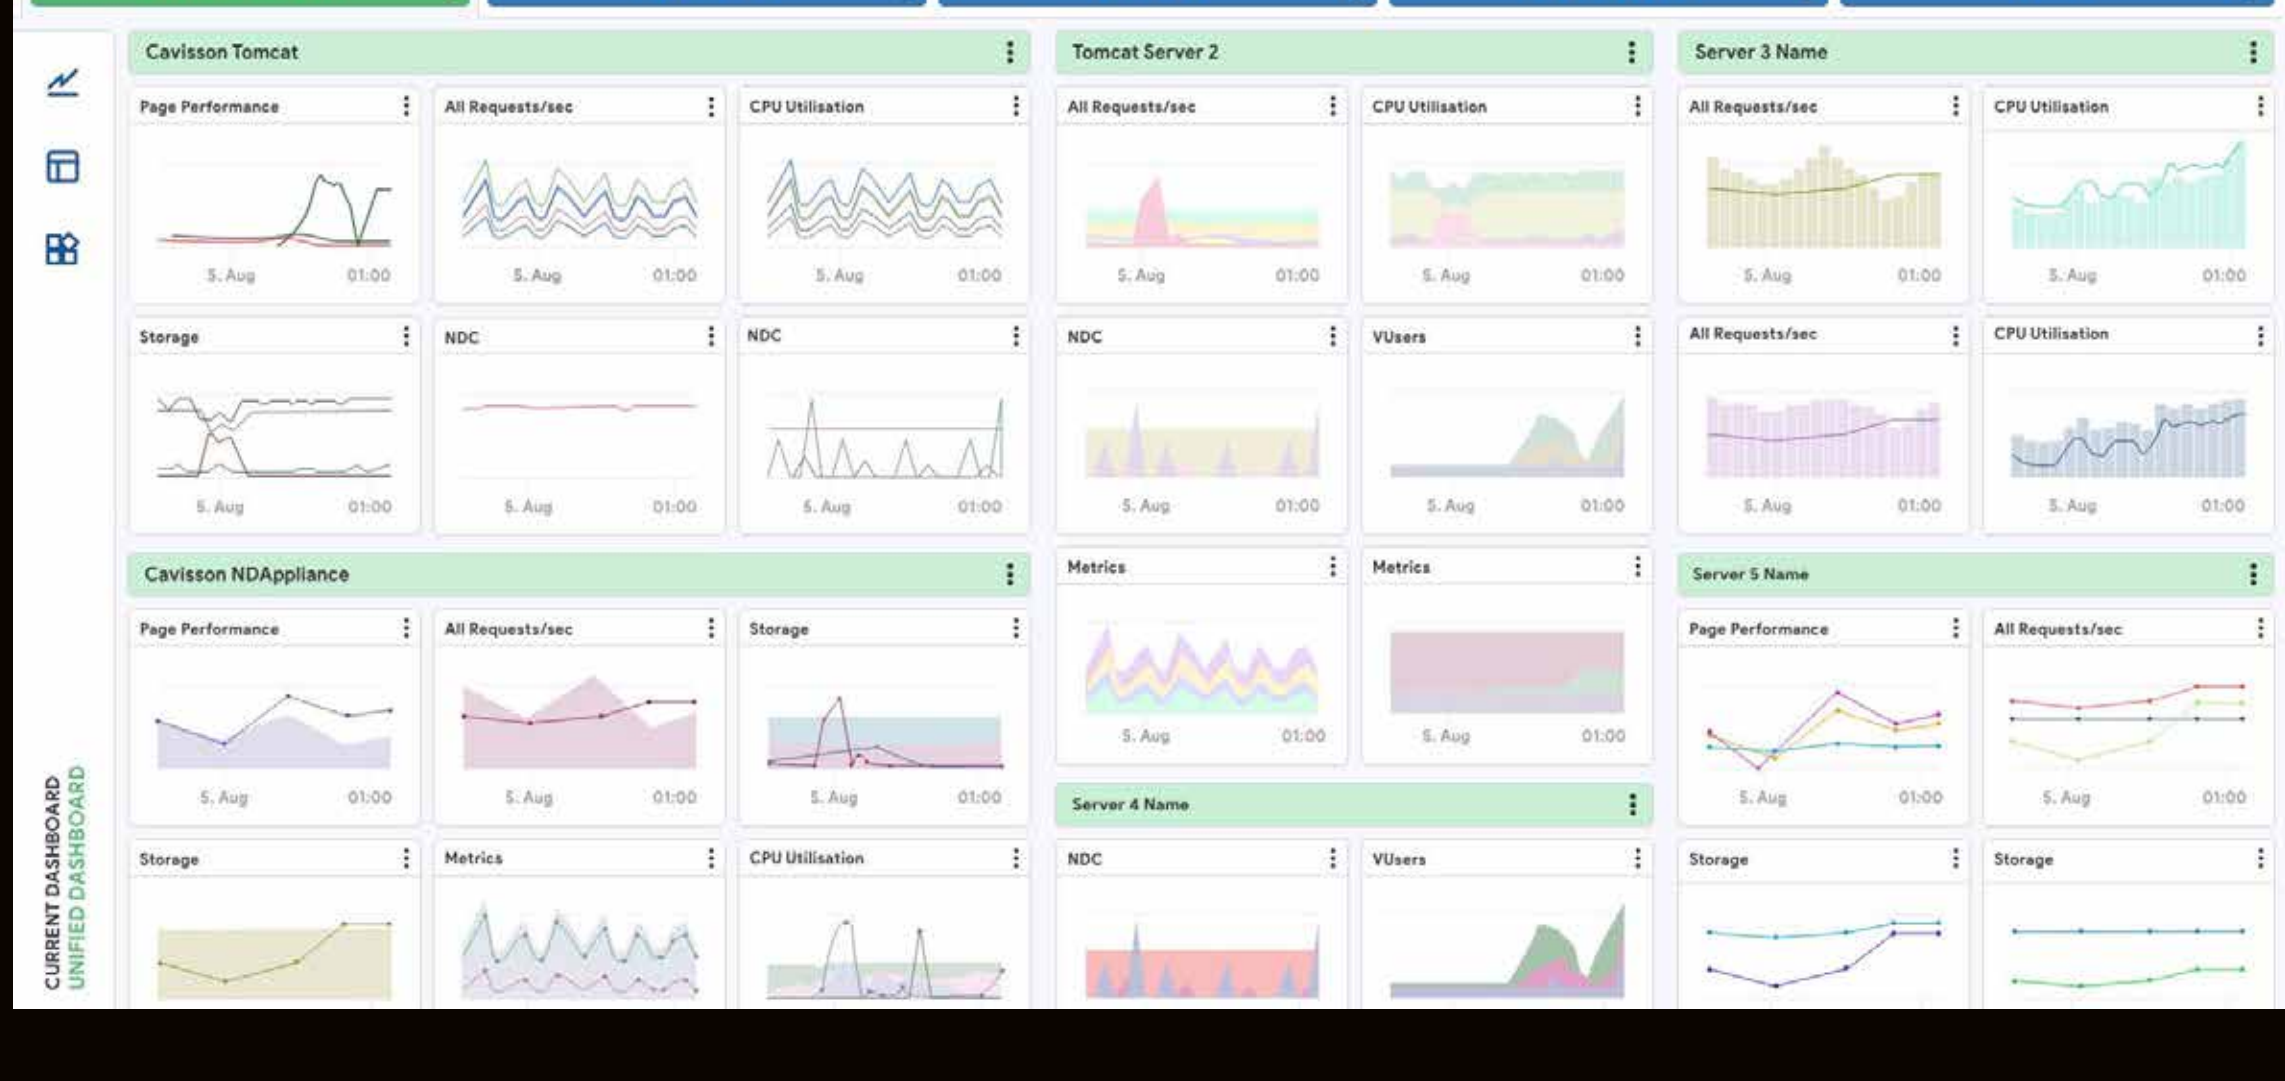 Cavisson Tomcat
Page Performance
5. Aug 01:00
All Requests/sec
5. Aug 01:00
CPU Utilisation
5. Aug 01:00
Storage
5. Aug 01:00
NDC
5. Aug 01:00
NDC
5. Aug 01:00
Cavisson NDAppliance
Page Performance
5. Aug 01:00
All Requests/sec
5. Aug 01:00
Storage
5. Aug 01:00
Storage
Metrics
CPU Utilisation
Tomcat Server 2
All Requests/sec
5. Aug 01:00
CPU Utilisation
5. Aug 01:00
NDC
5. Aug 01:00
VUsers
5. Aug 01:00
Metrics
5. Aug 01:00
Metrics
5. Aug 01:00
Server 4 Name
NDC
VUsers
Server 3 Name
All Requests/sec
5. Aug 01:00
CPU Utilisation
5. Aug 01:00
All Requests/sec
5. Aug 01:00
CPU Utilisation
5. Aug 01:00
Server 5 Name
Page Performance
5. Aug 01:00
All Requests/sec
5. Aug 01:00
Storage
Storage
CURRENT DASHBOARD
UNIFIED DASHBOARD